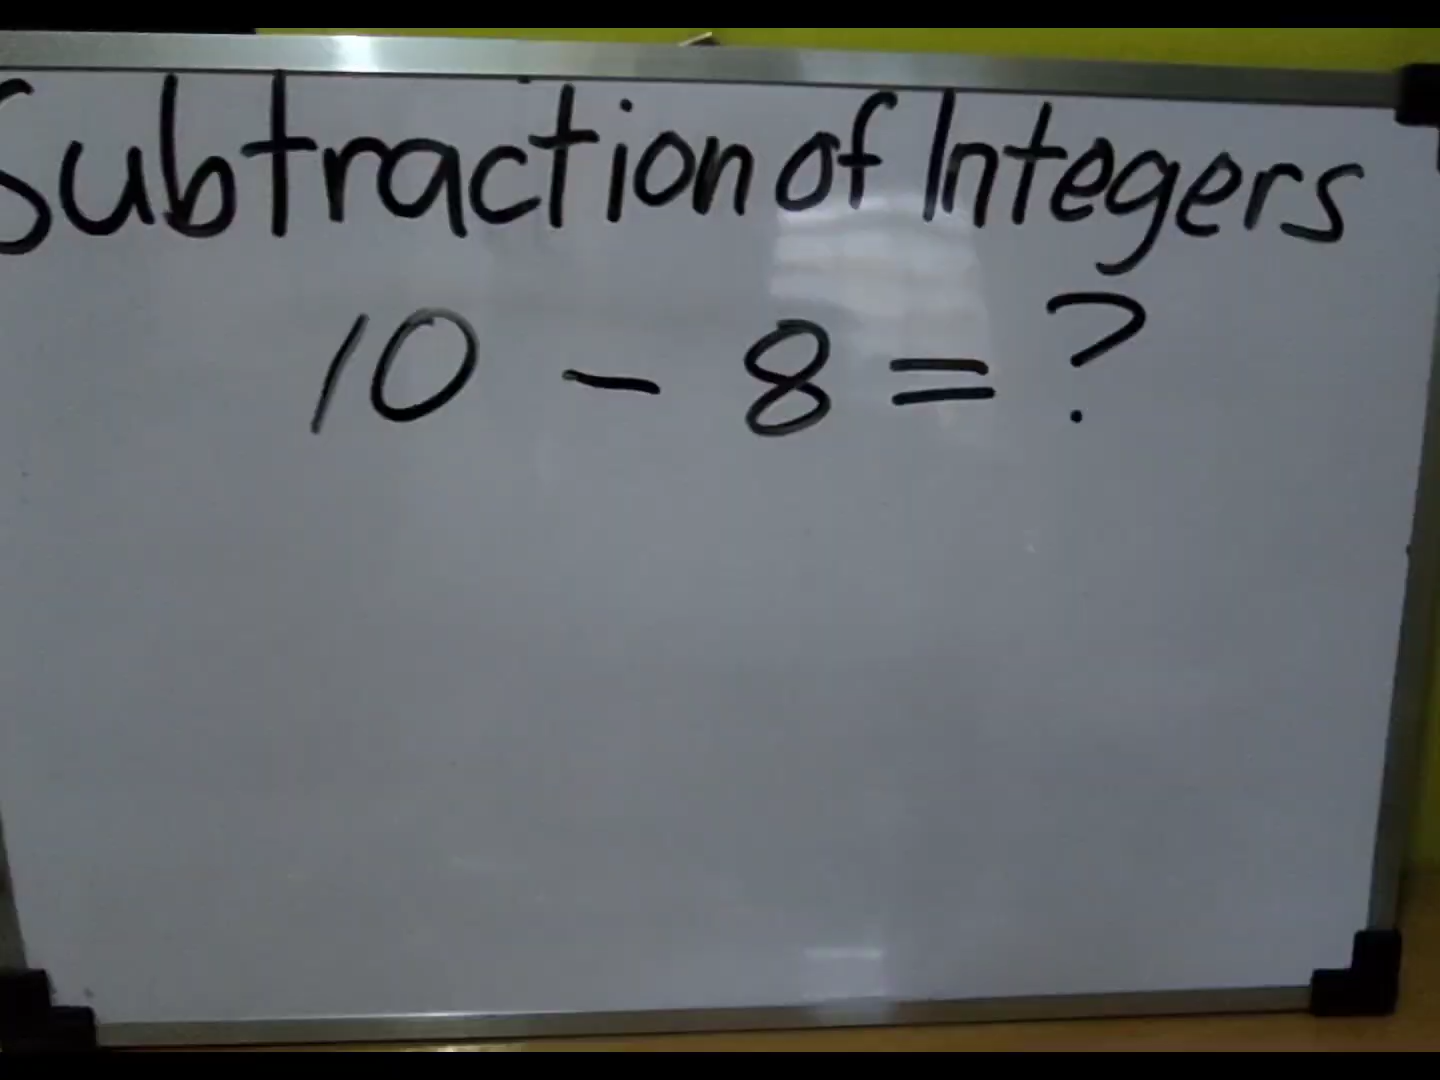 Subtraction of Integers
10 - 8 = ?